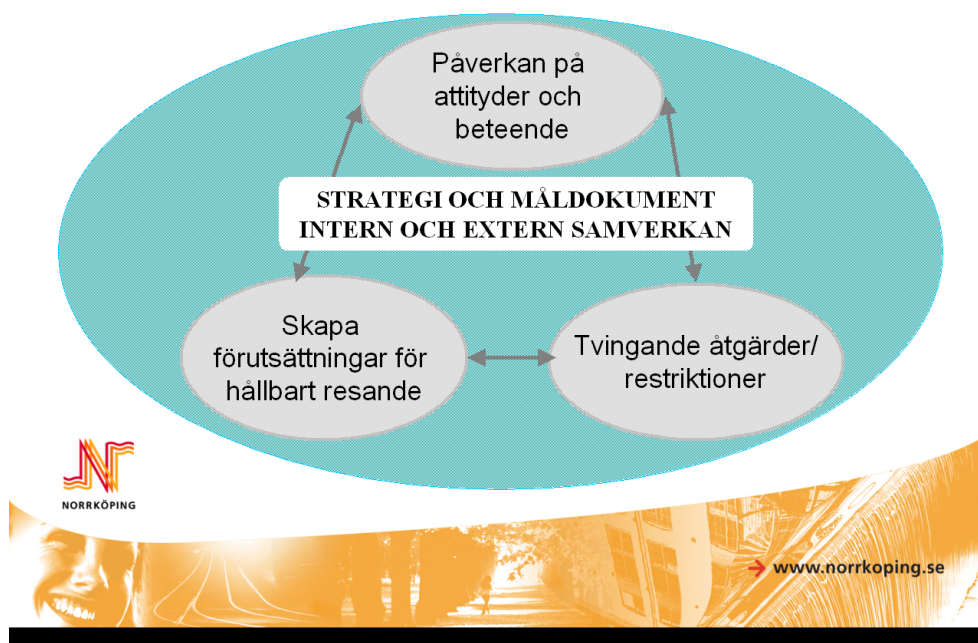 Påverkan på
attityder och
beteende
STRATEGI OCH MÅLDOKUMENT
INTERN OCH EXTERN SAMVERKAN
Skapa
förutsättningar för
hållbart resande
Tvingande åtgärder/
restriktioner
NORRKÖPING
www.norrkoping.se